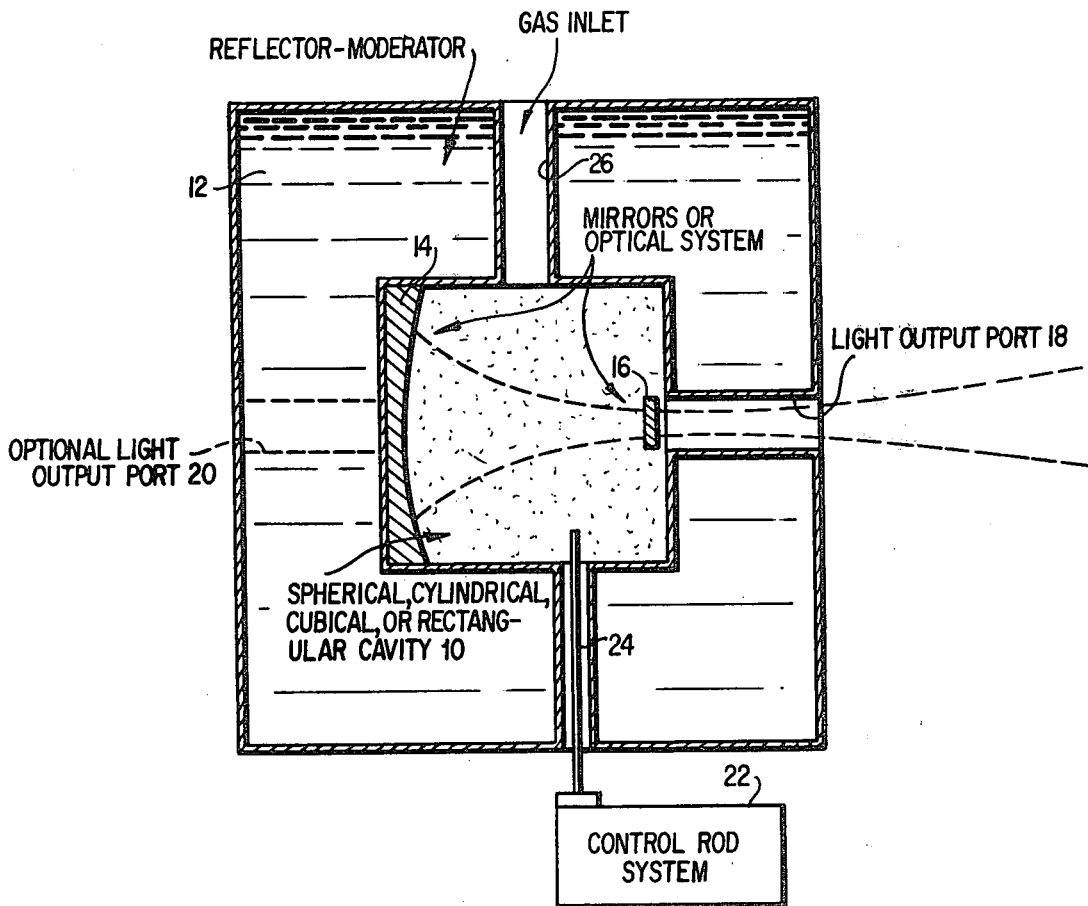 GAS INLET
REFLECTOR-MODERATOR
12
26
14
MIRRORS OR
OPTICAL SYSTEM
LIGHT OUTPUT PORT 18
16
OPTIONAL LIGHT
OUTPUT PORT 20
SPHERICAL, CYLINDRICAL,
CUBICAL, OR RECTANG-
ULAR CAVITY 10
24
22
CONTROL ROD
SYSTEM